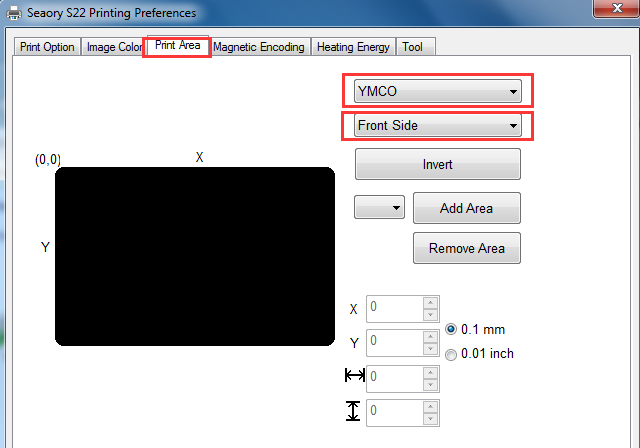 Seaory S22 Printing Preferences
Print Option Image Color Print Area Magnetic Encoding Heating Energy Tool
YMCO
Front Side
(0,0) X
Invert
Add Area
Y
Remove Area
X 0
0.1 mm
Y 0
0.01 inch
0
0